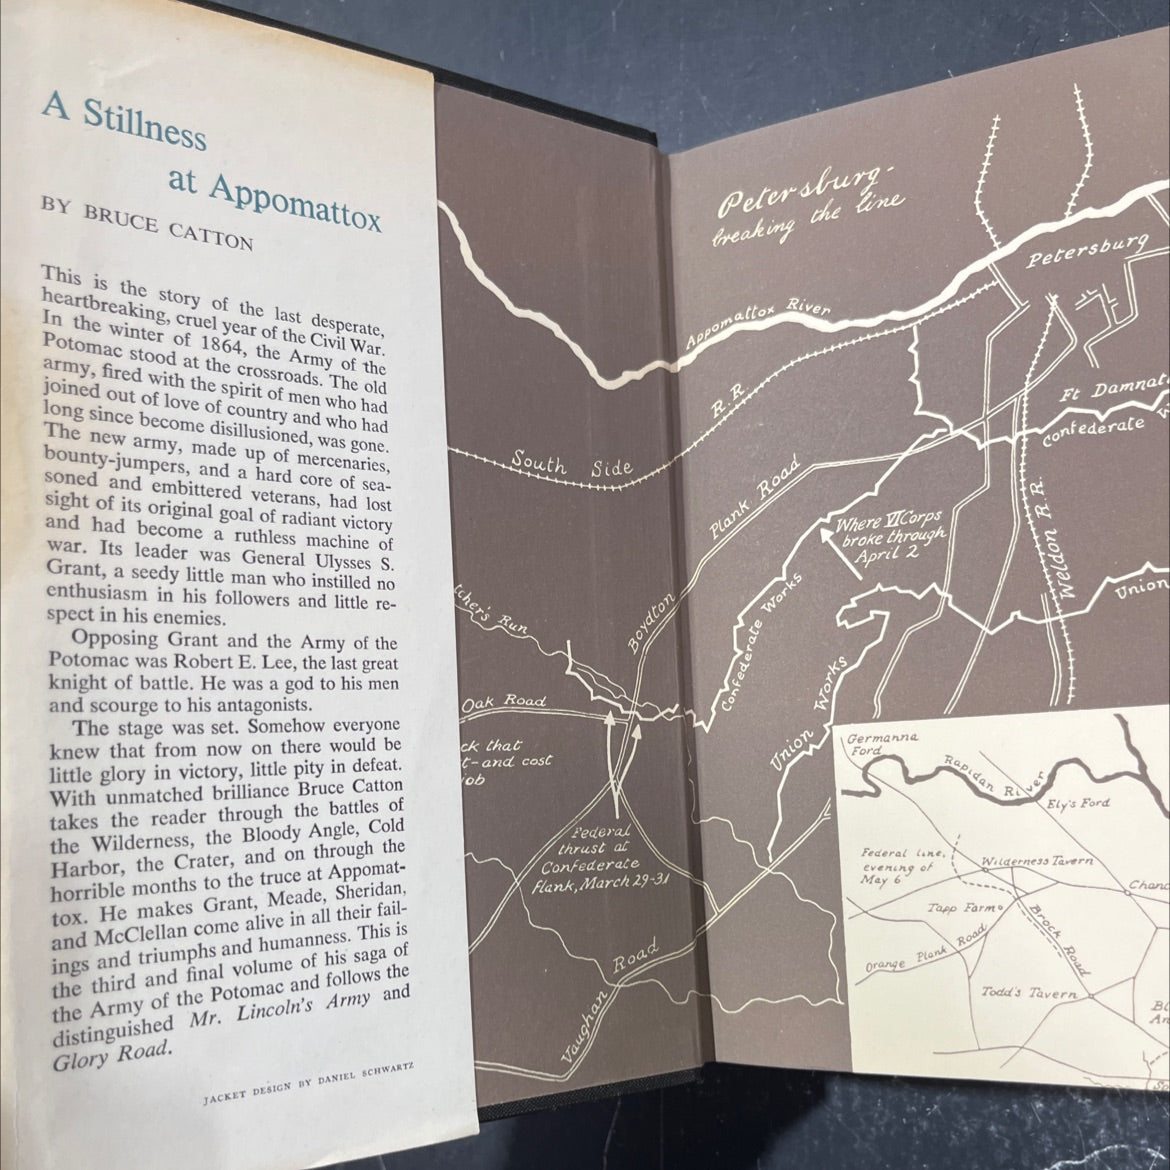 A Stillness
at Appomattox
BY BRUCE CATTON
This is the story of the last desperate,
heartbreaking, cruel year of the Civil War.
In the winter of 1864, the Army of the
Potomac stood at the crossroads. The old
army, fired with the spirit of men who had
joined out of love of country and who had
long since become disillusioned, was gone.
The new army, made up of mercenaries,
bounty-jumpers, and a hard core of sea-
soned and embittered veterans, had lost
sight of its original goal of radiant victory
and had become a ruthless machine of
war. Its leader was General Ulysses S.
Grant, a seedy little man who instilled no
enthusiasm in his followers and little re-
spect in his enemies.
Opposing Grant and the Army of the
Potomac was Robert E. Lee, the last great
knight of battle. He was a god to his men
and scourge to his antagonists.
The stage was set. Somehow everyone
knew that from now on there would be
little glory in victory, little pity in defeat.
With unmatched brilliance Bruce Catton
takes the reader through the battles of
the Wilderness, the Bloody Angle, Cold
Harbor, the Crater, and on through the
horrible months to the truce at Appomat-
tox. He makes Grant, Meade, Sheridan,
and McClellan come alive in all their fail-
ings and triumphs and humanness. This is
the third and final volume of his saga of
the Army of the Potomac and follows the
distinguished Mr. Lincoln's Army and
Glory Road.
JACKET DESIGN BY DANIEL SCHWARTZ
Petersburg-
breaking the line
Petersburg
Appomattox River
R.R.
South Side
Ft Damnat
Confederate
Plank Road
Boydton
Where VI Corps
broke through
April 2
Weldon R.R.
Union
Confederate Works
Union Works
cher's Run
Oak Road
ck that
t-and cost
ob
Federal
thrust at
Confederate
Flank, March 29-31
Vaughan Road
Germanna
Ford
Rapidan River
Ely's Ford
Federal line,
evening of
May 6
Wilderness Tavern
Chanc
Tapp Farm
Brock Road
Orange Plank Road
Todd's Tavern
Bl
An
Sp